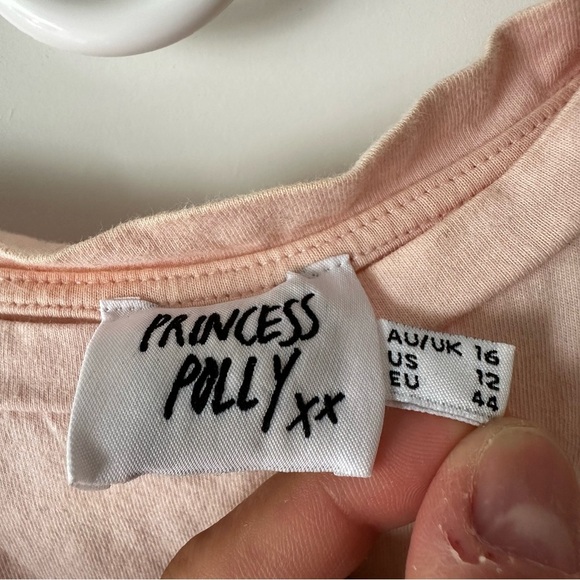 PRINCESS
POLLY xx
AU/UK 16
US 12
EU 44